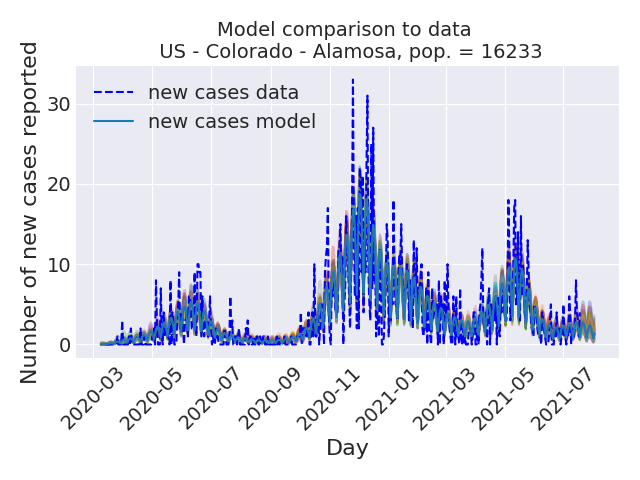 Model comparison to data
US - Colorado - Alamosa, pop. = 16233
Number of new cases reported
30
20
10
0
new cases data
new cases model
2020-03
2020-05
2020-07
2020-09
2020-11
2021-01
2021-03
2021-05
2021-07
Day